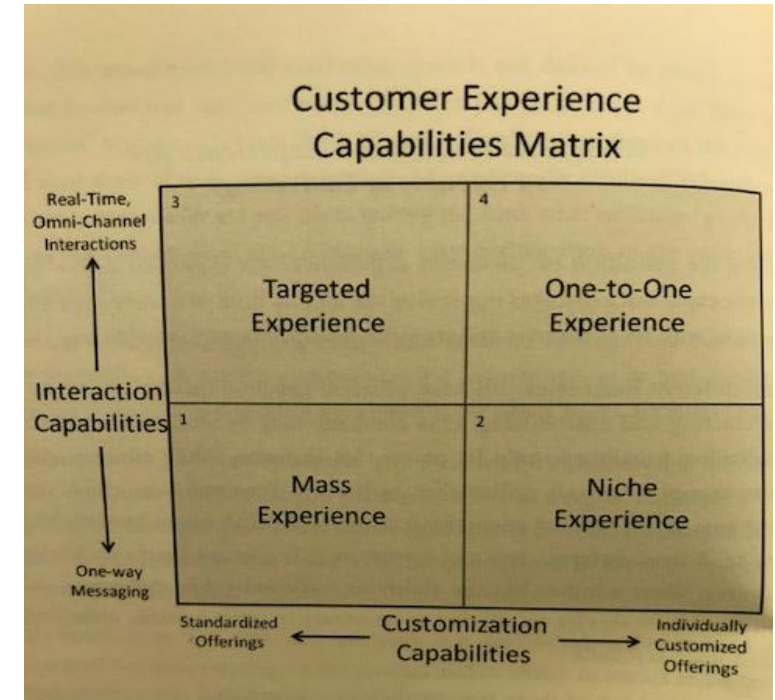 Customer Experience
Capabilities Matrix
Real-Time,
Omni-Channel
Interactions
3
4
Targeted
Experience
One-to-One
Experience
Interaction
Capabilities
1
2
Mass
Experience
Niche
Experience
One-way
Messaging
Standardized
Offerings
Customization
Capabilities
Individually
Customized
Offerings